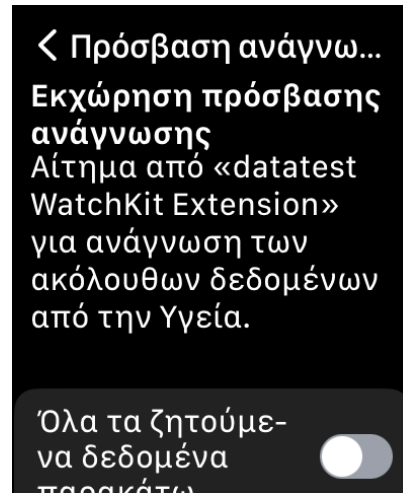 Πρόσβαση ανάγνω...
Εκχώρηση πρόσβασης
ανάγνωσης
Αίτημα από «datatest
WatchKit Extension»
για ανάγνωση των
ακόλουθων δεδομένων
από την Υγεία.
Όλα τα ζητούμε-
να δεδομένα
παρακάτω